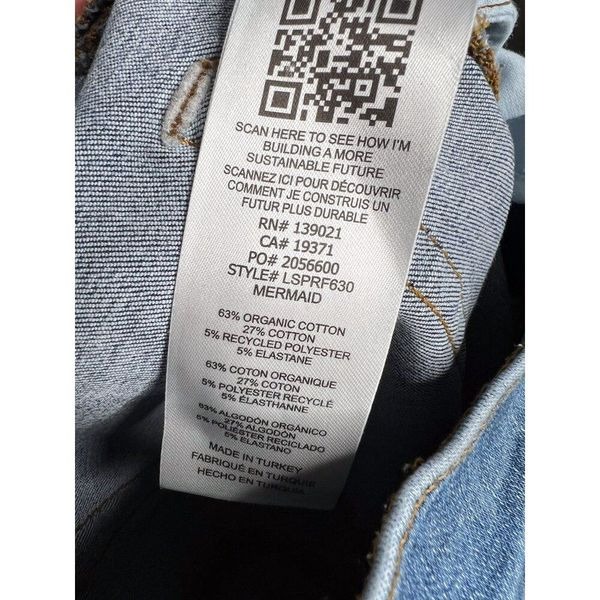 SCAN HERE TO SEE HOW I'M
BUILDING A MORE
SUSTAINABLE FUTURE
SCANNEZ ICI POUR DÉCOUVRIR
COMMENT JE CONSTRUIS UN
FUTUR PLUS DURABLE
RN# 139021
CA# 19371
PO# 2056600
STYLE# LSPRF630
MERMAID
63% ORGANIC COTTON
27% COTTON
5% RECYCLED POLYESTER
5% ELASTANE
63% COTON ORGANIQUE
27% COTON
5% POLYESTER RECYCLÉ
5% ÉLASTHANNE
63% ALGODÓN ORGÁNICO
27% ALGODÓN
5% POLIÉSTER RECICLADO
5% ELASTANO
MADE IN TURKEY
FABRIQUÉ EN TURQUIE
HECHO EN TURQUIA